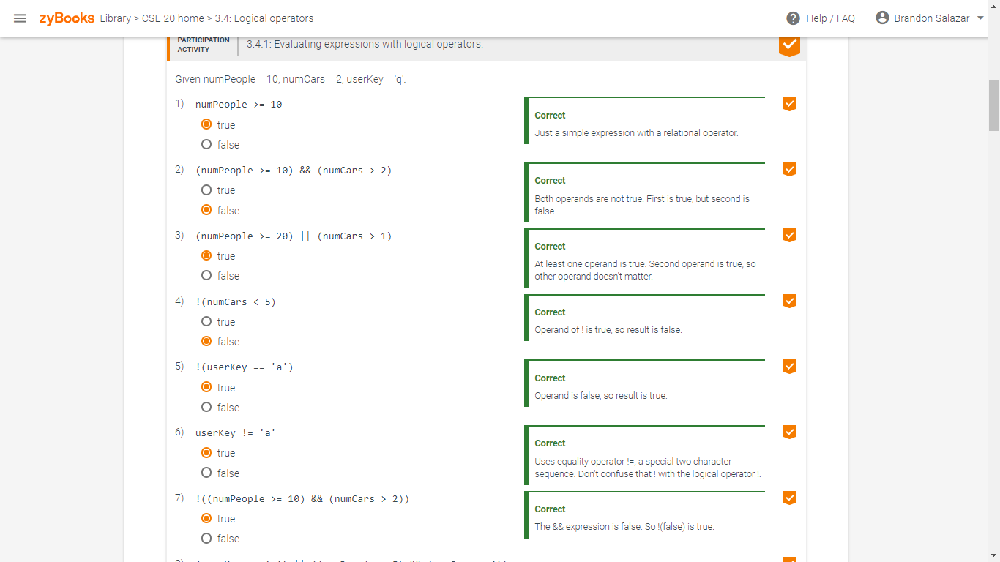 zyBooks Library > CSE 20 home > 3.4: Logical operators
Help / FAQ
Brandon Salazar
PARTICIPATION
ACTIVITY
3.4.1: Evaluating expressions with logical operators.
Given numPeople = 10, numCars = 2, userKey = 'q'.
1) numPeople >= 10
true
false
Correct
Just a simple expression with a relational operator.
2) (numPeople >= 10) && (numCars > 2)
true
false
Correct
Both operands are not true. First is true, but second is
false.
3) (numPeople >= 20) || (numCars > 1)
true
false
Correct
At least one operand is true. Second operand is true, so
other operand doesn't matter.
4) !(numCars < 5)
true
false
Correct
Operand of ! is true, so result is false.
5) !(userKey == 'a')
true
false
Correct
Operand is false, so result is true.
6) userKey != 'a'
true
false
Correct
Uses equality operator !=, a special two character
sequence. Don't confuse that ! with the logical operator !.
7) !((numPeople >= 10) && (numCars > 2))
true
false
Correct
The && expression is false. So !(false) is true.